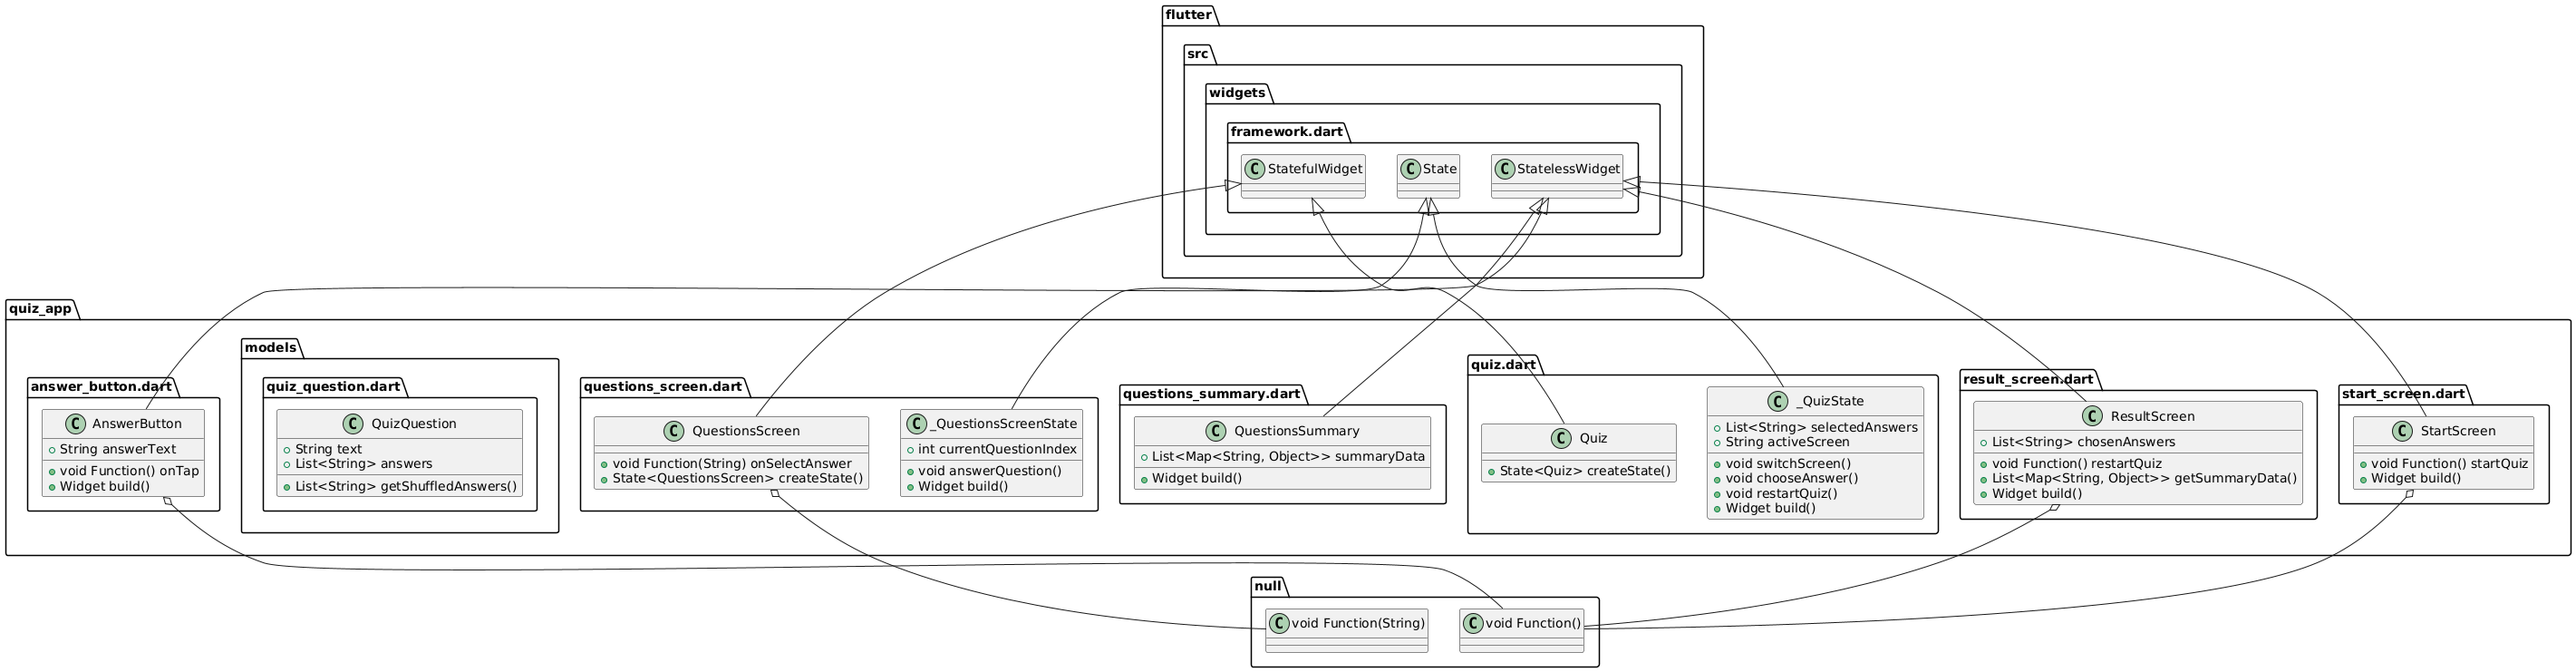 flutter
src
widgets
framework.dart
C StatefulWidget
C State
C StatelessWidget
quiz_app
answer_button.dart
C AnswerButton
String answerText
void Function() onTap
Widget build()
models
quiz_question.dart
C QuizQuestion
String text
List<String> answers
List<String> getShuffledAnswers()
questions_screen.dart
C QuestionsScreen
void Function(String) onSelectAnswer
State<QuestionsScreen> createState()
C _QuestionsScreenState
int currentQuestionIndex
void answerQuestion()
Widget build()
questions_summary.dart
C QuestionsSummary
List<Map<String, Object>> summaryData
Widget build()
quiz.dart
C Quiz
State<Quiz> createState()
C _QuizState
List<String> selectedAnswers
String activeScreen
void switchScreen()
void chooseAnswer()
void restartQuiz()
Widget build()
result_screen.dart
C ResultScreen
List<String> chosenAnswers
void Function() restartQuiz
List<Map<String, Object>> getSummaryData()
Widget build()
start_screen.dart
C StartScreen
void Function() startQuiz
Widget build()
null
C void Function(String)
C void Function()